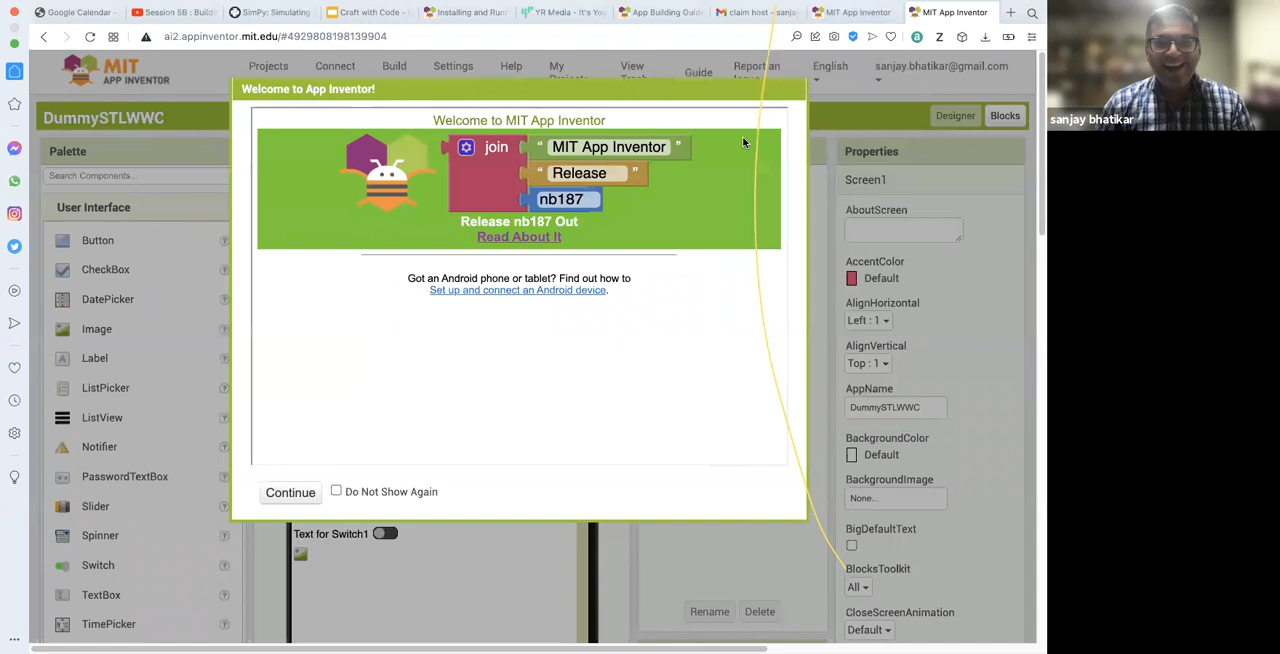 Google Calendar -
Session 5B : Buildi
SimPy: Simulating
Craft with Code -
Installing and Run
YR Media - It's You
App Building Guide
claim host - sanjay
MIT App Inventor
MIT App Inventor
ai2.appinventor.mit.edu/#4929808198139904
MIT
APP INVENTOR
Projects
Connect
Build
Settings
Help
My
View
Guide
Report an
English
sanjay.bhatikar@gmail.com
DummySTLWWC
Designer
Blocks
Palette
Search Components...
User Interface
Button
CheckBox
DatePicker
Image
Label
ListPicker
ListView
Notifier
PasswordTextBox
Slider
Spinner
Switch
TextBox
TimePicker
Welcome to App Inventor!
Welcome to MIT App Inventor
join
“ MIT App Inventor ”
“ Release ”
nb187
Release nb187 Out
Read About It
Got an Android phone or tablet? Find out how to
Set up and connect an Android device.
Continue
Do Not Show Again
Text for Switch1
Rename
Delete
Properties
Screen1
AboutScreen
AccentColor
Default
AlignHorizontal
Left : 1
AlignVertical
Top : 1
AppName
DummySTLWWC
BackgroundColor
Default
BackgroundImage
None...
BigDefaultText
BlocksToolkit
All
CloseScreenAnimation
Default
sanjay bhatikar